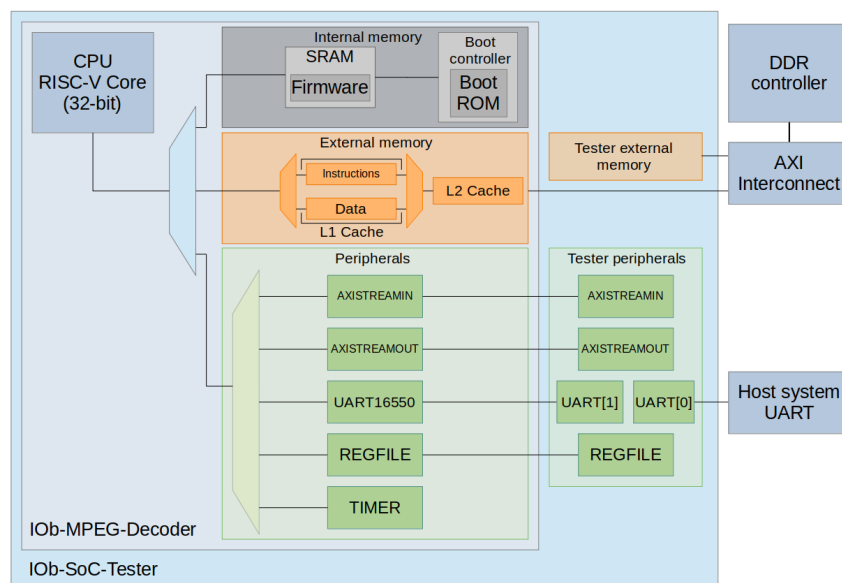 CPU
RISC-V Core
(32-bit)
Internal memory
SRAM
Firmware
Boot
controller
Boot
ROM
DDR
controller
External memory
Instructions
Data
L1 Cache
L2 Cache
Tester external
memory
AXI
Interconnect
Peripherals
AXISTREAMIN
AXISTREAMOUT
UART16550
REGFILE
TIMER
Tester peripherals
AXISTREAMIN
AXISTREAMOUT
UART[1]
UART[0]
REGFILE
Host system
UART
IOb-MPEG-Decoder
IOb-SoC-Tester